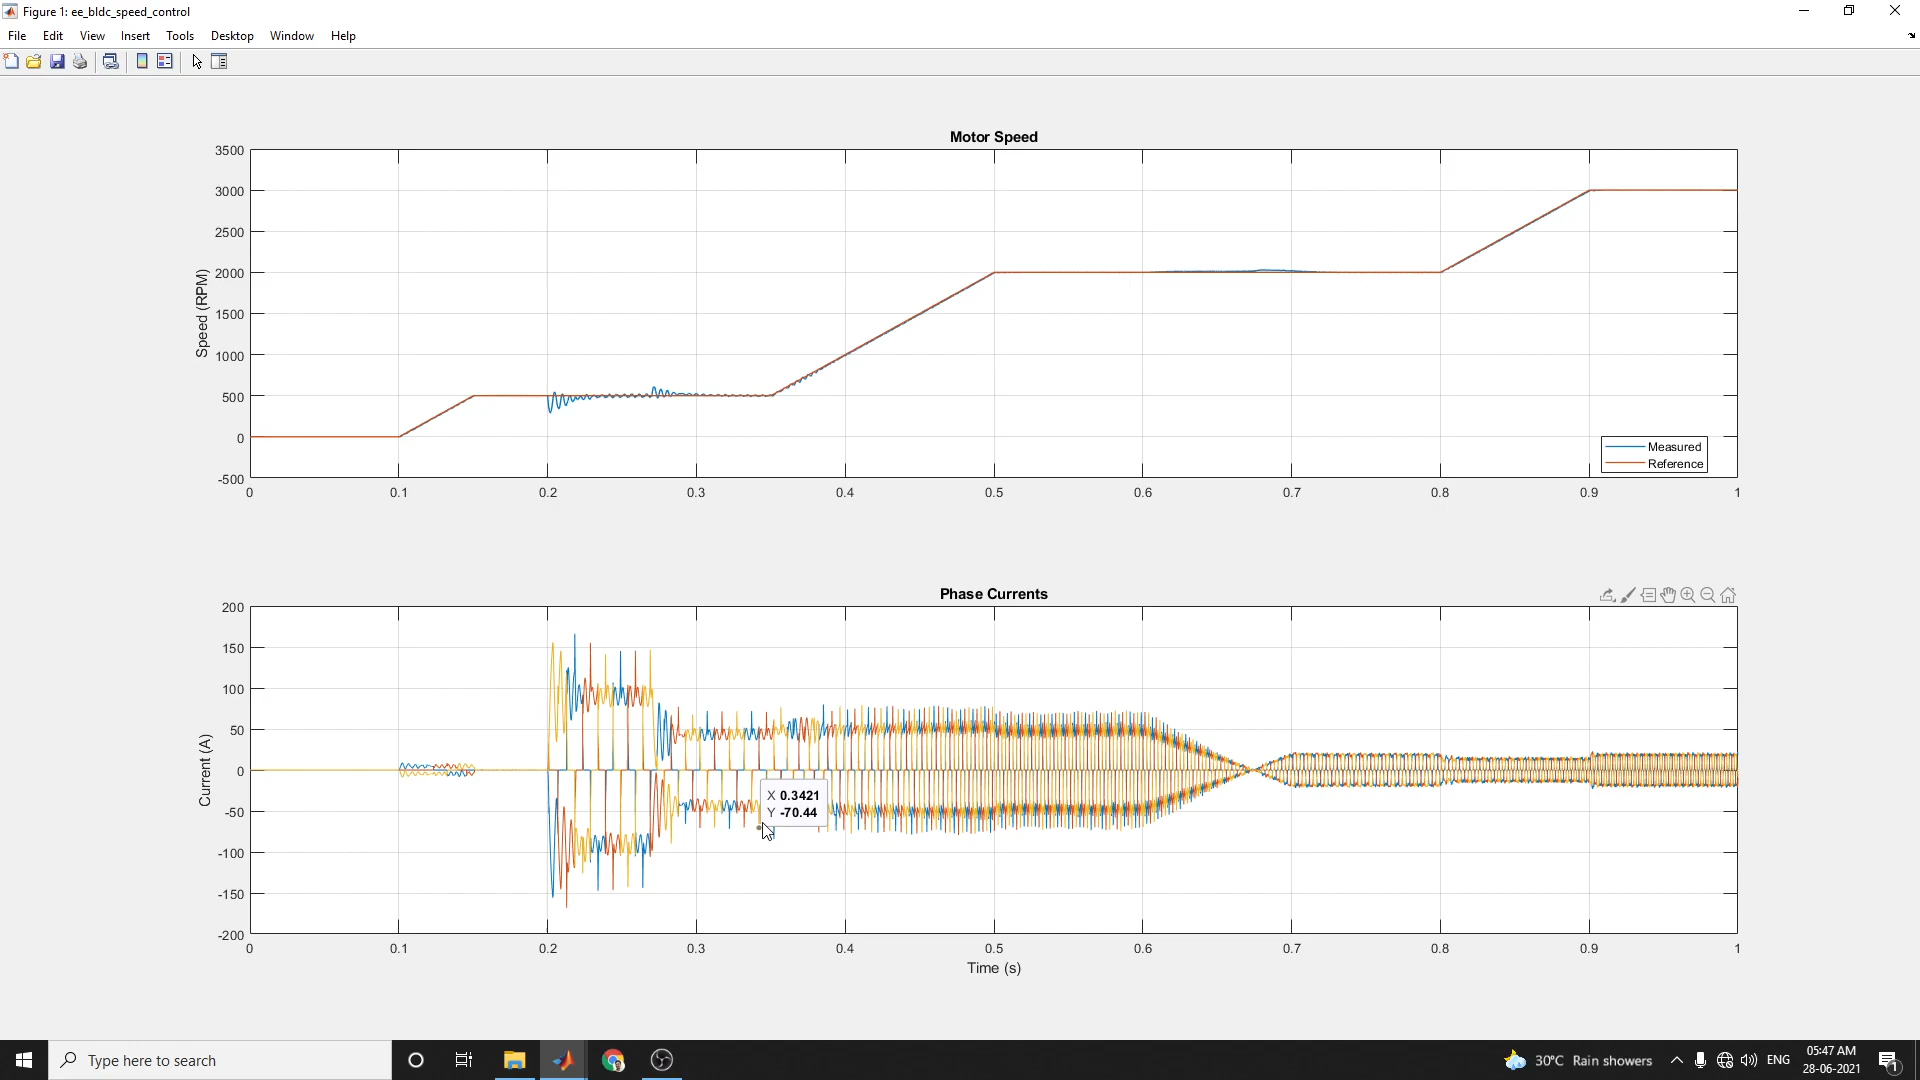 Figure 1: ee_bldc_speed_control
File Edit View Insert Tools Desktop Window Help
Motor Speed
3500
3000
2500
2000
1500
1000
500
0
-500
Speed (RPM)
Measured
Reference
0 0.1 0.2 0.3 0.4 0.5 0.6 0.7 0.8 0.9 1
Phase Currents
200
150
100
50
0
-50
-100
-150
-200
Current (A)
X 0.3421
Y -70.44
0 0.1 0.2 0.3 0.4 0.5 0.6 0.7 0.8 0.9 1
Time (s)
Type here to search
30°C Rain showers
ENG
05:47 AM
28-06-2021
1